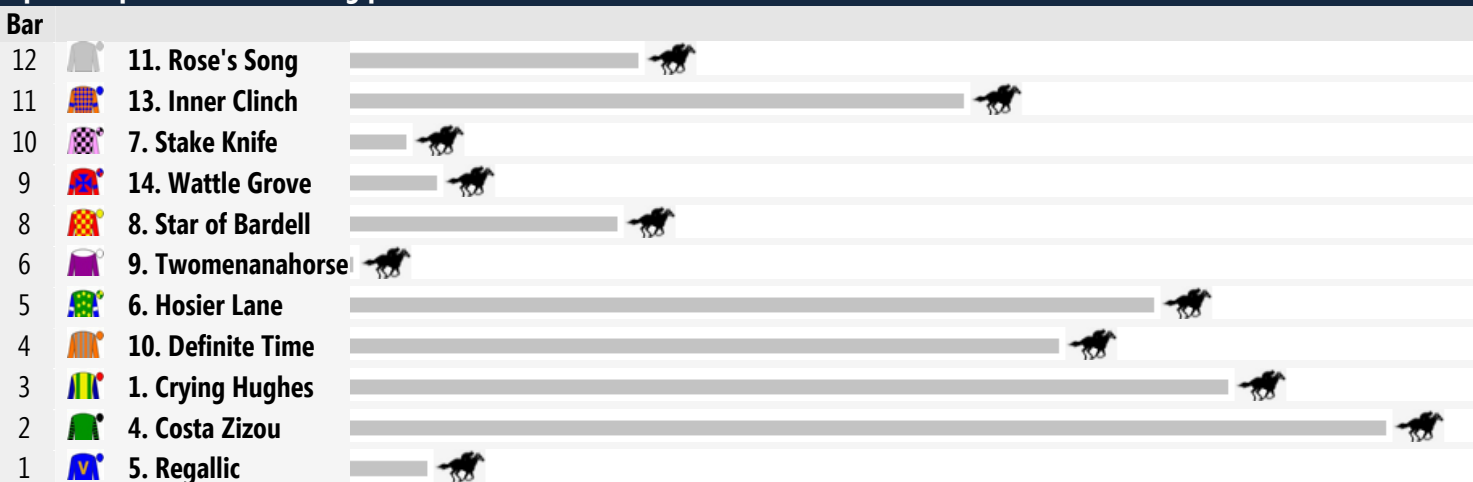 Bar
12 11. Rose's Song
11 13. Inner Clinch
10 7. Stake Knife
9 14. Wattle Grove
8 8. Star of Bardell
6 9. Twomenanahorse
5 6. Hosier Lane
4 10. Definite Time
3 1. Crying Hughes
2 4. Costa Zizou
1 V 5. Regallic